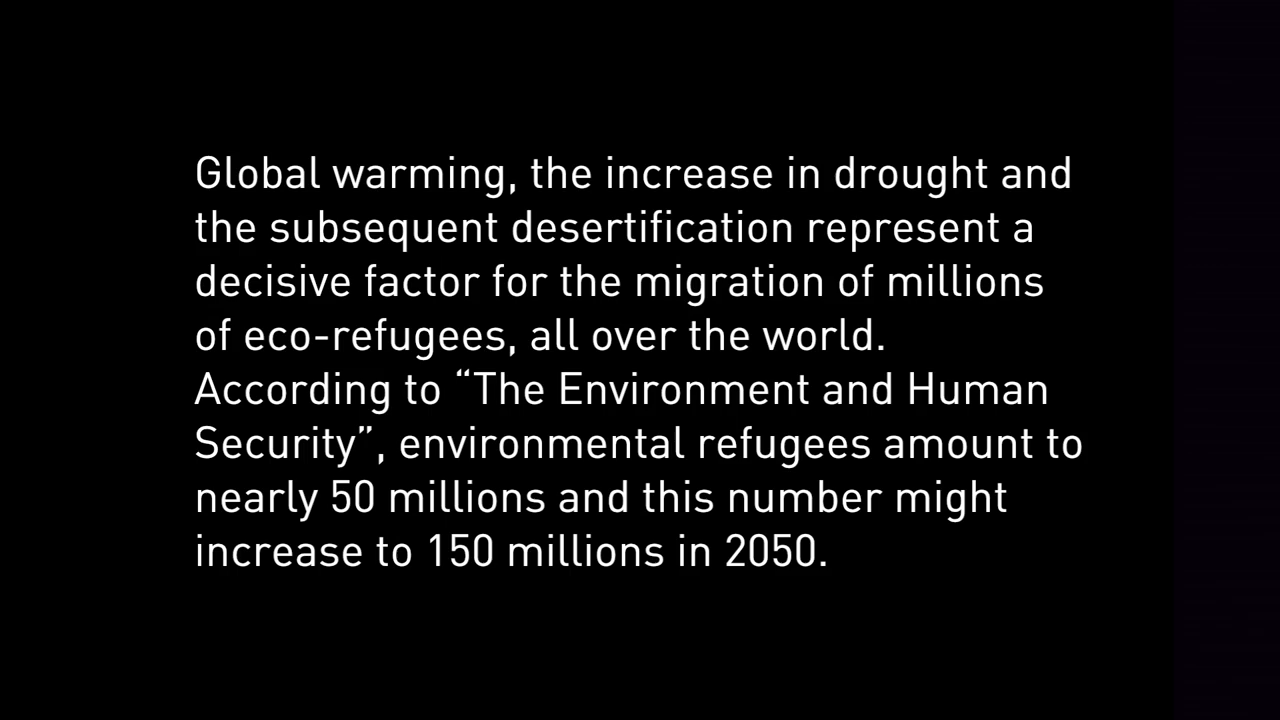 Global warming, the increase in drought and
the subsequent desertification represent a
decisive factor for the migration of millions
of eco-refugees, all over the world.
According to “The Environment and Human
Security”, environmental refugees amount to
nearly 50 millions and this number might
increase to 150 millions in 2050.